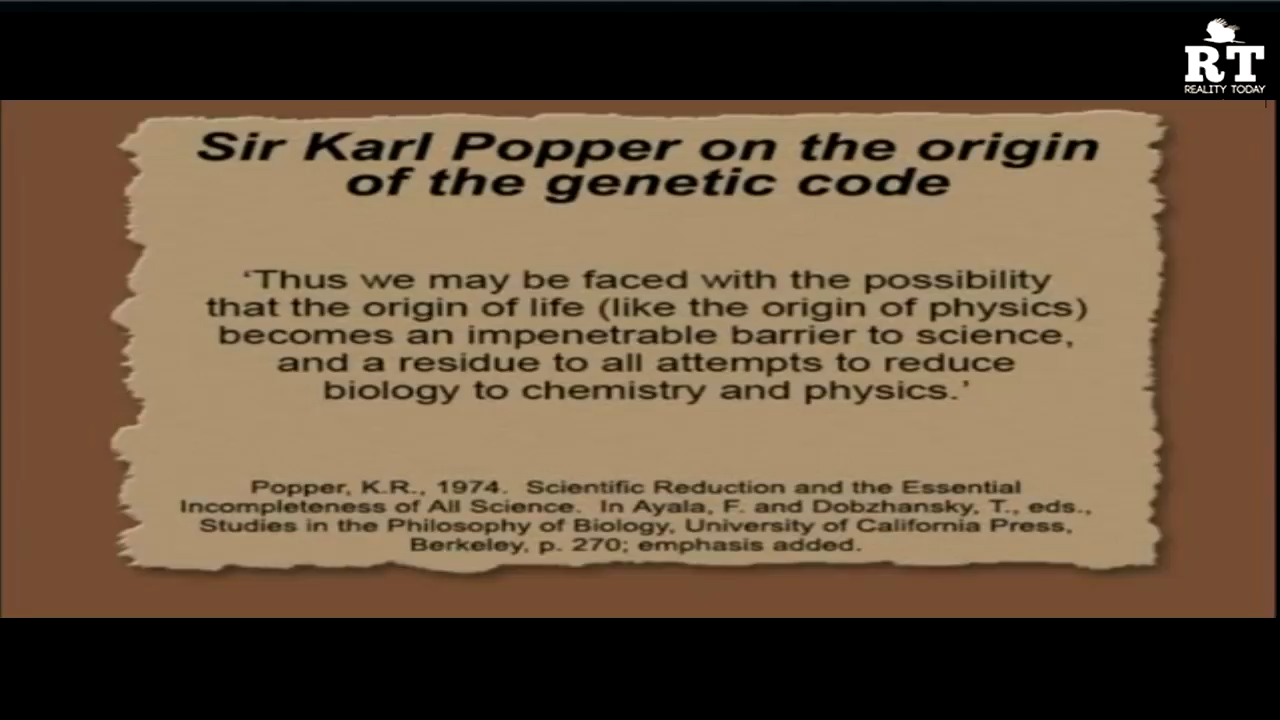 RT
REALITY TODAY
Sir Karl Popper on the origin
of the genetic code
‘Thus we may be faced with the possibility
that the origin of life (like the origin of physics)
becomes an impenetrable barrier to science,
and a residue to all attempts to reduce
biology to chemistry and physics.’
Popper, K.R., 1974. Scientific Reduction and the Essential
Incompleteness of All Science. In Ayala, F. and Dobzhansky, T., eds.,
Studies in the Philosophy of Biology, University of California Press,
Berkeley, p. 270; emphasis added.